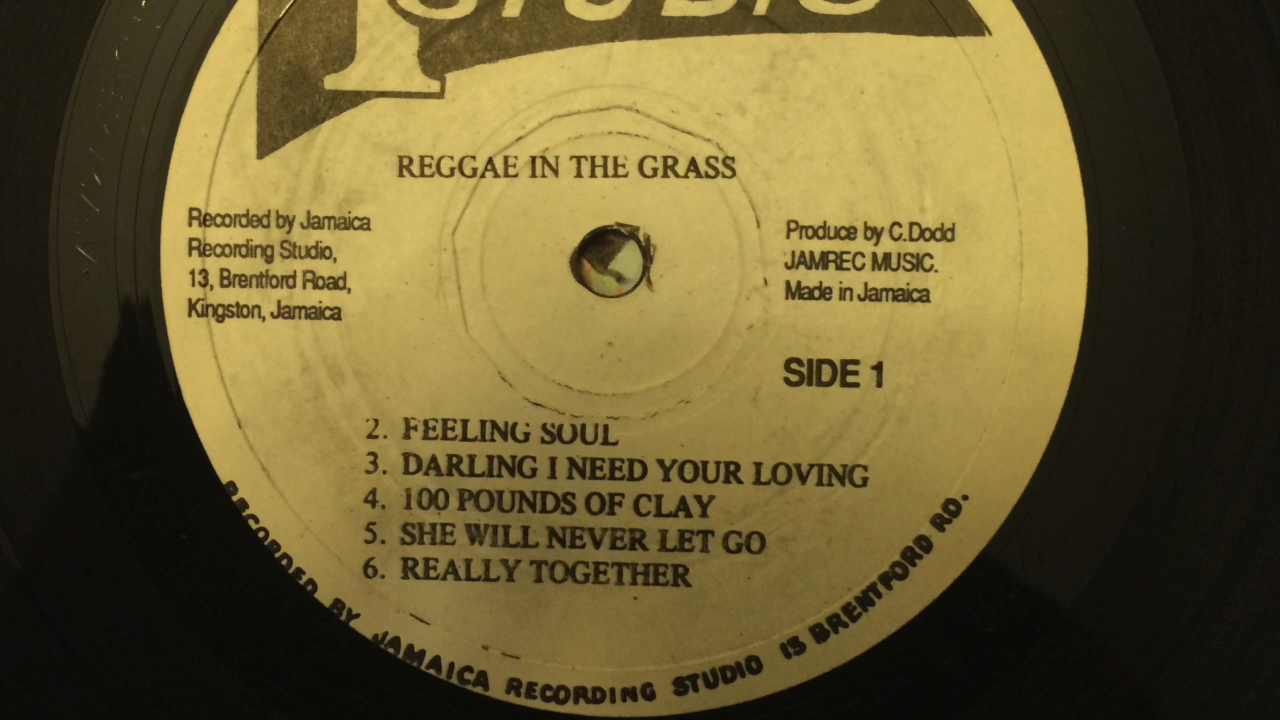 1 STUDIO
REGGAE IN THE GRASS
Recorded by Jamaica
Recording Studio,
13, Brentford Road,
Kingston, Jamaica
Produce by C.Dodd
JAMREC MUSIC.
Made in Jamaica
SIDE 1
2. FEELING SOUL
3. DARLING I NEED YOUR LOVING
4. 100 POUNDS OF CLAY
5. SHE WILL NEVER LET GO
6. REALLY TOGETHER
RECORDED BY JAMAICA RECORDING STUDIO 13 BRENTFORD RD.